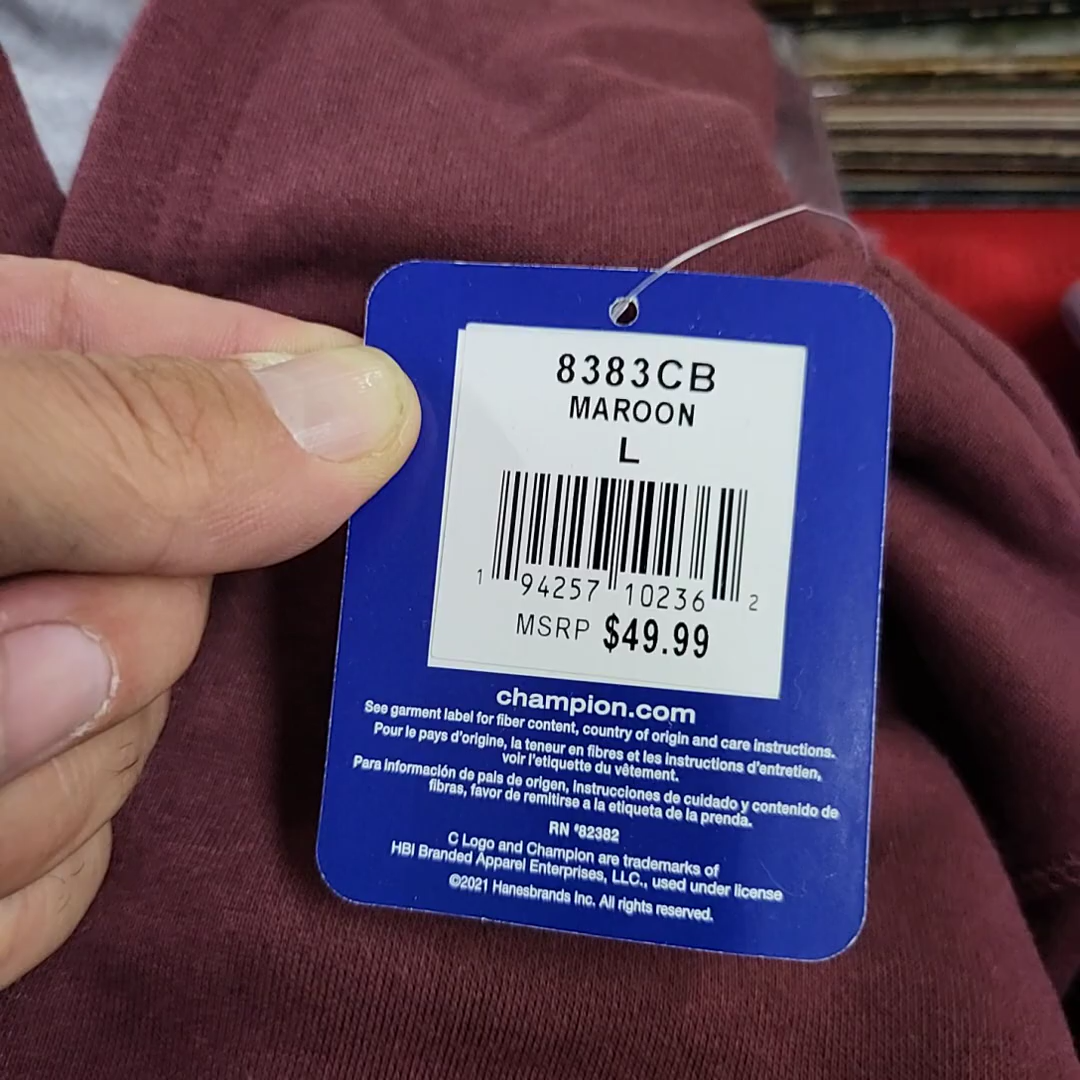 8383CB
MAROON
L
1 94257 10236 2
MSRP $49.99
champion.com
See garment label for fiber content, country of origin and care instructions.
Pour le pays d'origine, la teneur en fibres et les instructions d'entretien,
voir l'etiquette du vêtement.
Para información de pais de origen, instrucciones de cuidado y contenido de
fibras, favor de remitirse a la etiqueta de la prenda.
RN #82382
C Logo and Champion are trademarks of
HBI Branded Apparel Enterprises, LLC., used under license
©2021 Hanesbrands Inc. All rights reserved.